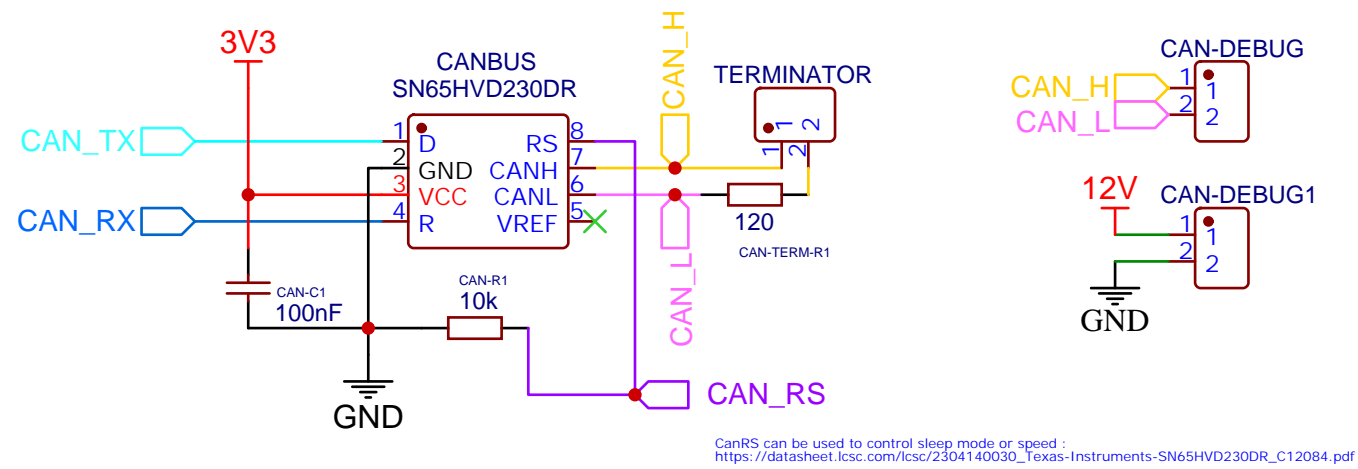 3V3
CANBUS
SN65HVD230DR
CAN_TX
CAN_RX
1
2
3
4
D
GND
VCC
R
RS
CANH
CANL
VREF
8
7
6
5
CAN_H
CAN_L
TERMINATOR
1
2
1
2
120
CAN-TERM-R1
CAN-C1
100nF
CAN-R1
10k
GND
CAN_RS
CAN-DEBUG
CAN_H
CAN_L
1
2
1
2
12V
CAN-DEBUG1
1
2
1
2
GND
CanRS can be used to control sleep mode or speed :
https://datasheet.lcsc.com/lcsc/2304140030_Texas-Instruments-SN65HVD230DR_C12084.pdf